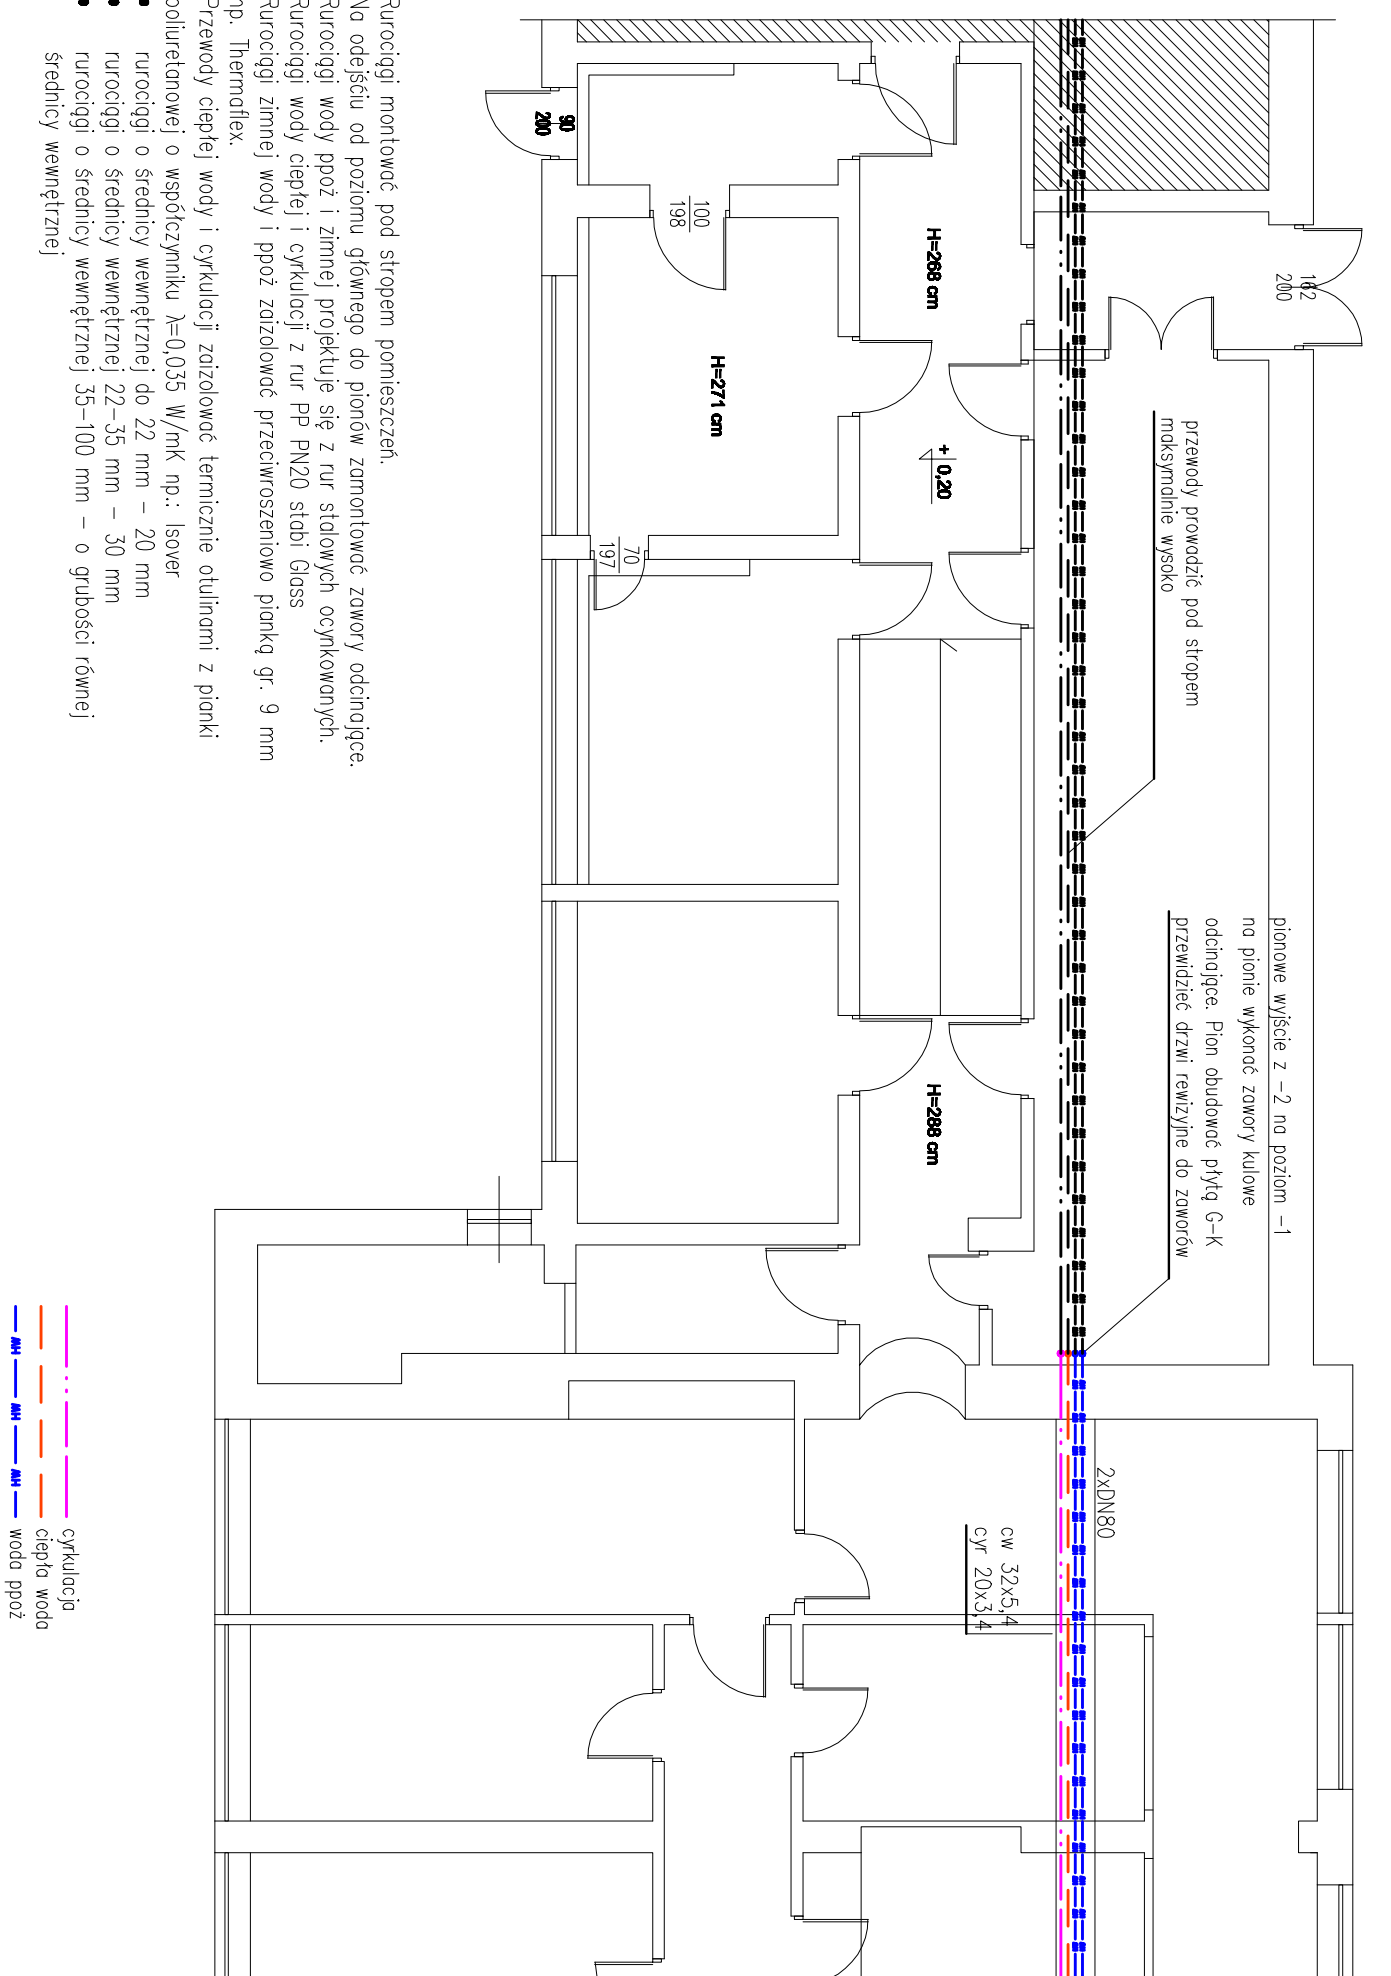 162
200
przewody prowadzić pod stropem
maksymalnie wysoko
pionowe wyjście z -2 na poziom -1
na pionie wykonać zawory kulowe
odcinające. Pion obudować płytą G-K
przewidzieć drzwi rewizyjne do zaworów
2xDN80
cw 32x5,4
cyr 20x3,4
H=268 cm
+ 0,20
H=288 cm
H=271 cm
100
198
70
197
90
200
Rurociągi montować pod stropem pomieszczeń.
Na odejściu od poziomu głównego do pionów zamontować zawory odcinające.
Rurociągi wody ppoż i zimnej projektuje się z rur stalowych ocynkowanych.
Rurociągi wody ciepłej i cyrkulacji z rur PP PN20 stabi Glass
Rurociągi zimnej wody i ppoż zaizolować przeciwroszeniowo pianką gr. 9 mm
np. Thermaflex.
Przewody ciepłej wody i cyrkulacji zaizolować termicznie otulinami z pianki
poliuretanowej o współczynniku λ=0,035 W/mK np.: Isover
• rurociągi o średnicy wewnętrznej do 22 mm - 20 mm
• rurociągi o średnicy wewnętrznej 22-35 mm - 30 mm
• rurociągi o średnicy wewnętrznej 35-100 mm - o grubości równej
średnicy wewnętrznej
cyrkulacja
ciepła woda
HW HW HW woda ppoż